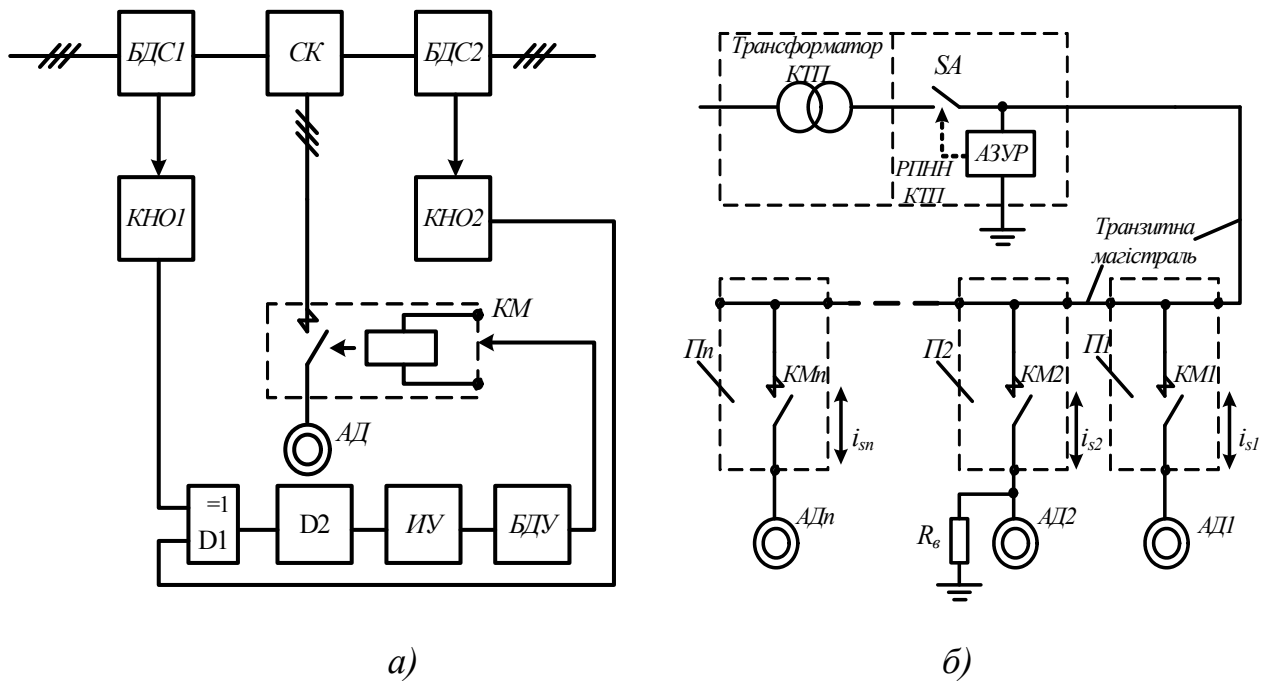 БДС1
СК
БДС2
КНО1
КНО2
КМ
АД
=1
D1
D2
ИУ
БДУ
а)
Трансформатор
КТП
SA
АЗУР
РПНН
КТП
Транзитна
магістраль
Пn
КМn
isn
П2
КМ2
is2
П1
КМ1
is1
АДn
Rв
АД2
АД1
б)